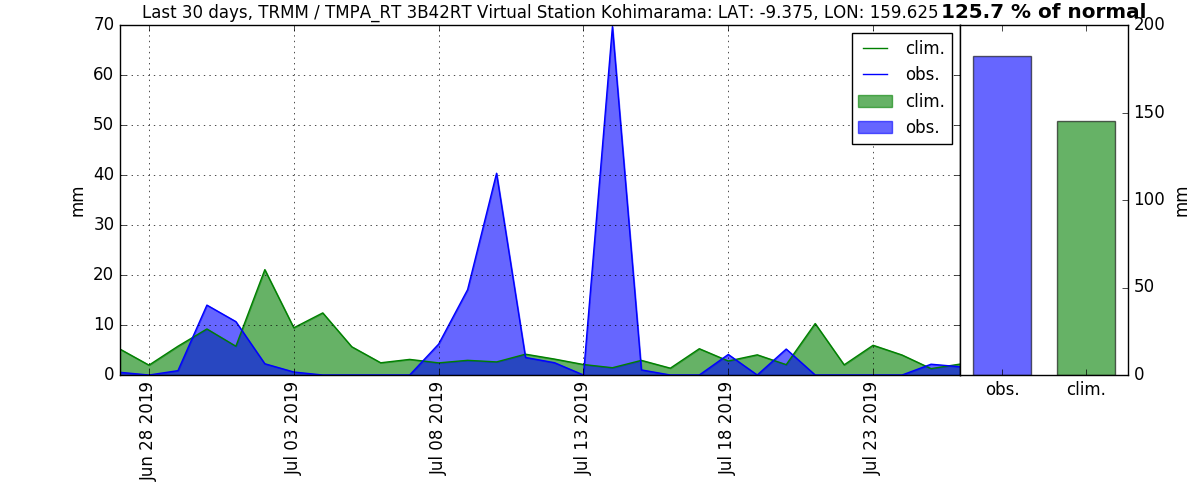 Last 30 days, TRMM / TMPA_RT 3B42RT Virtual Station Kohimarama: LAT: -9.375, LON: 159.625
125.7 % of normal
70
60
50
40
30
20
10
0
mm
clim.
obs.
clim.
obs.
Jun 28 2019
Jul 03 2019
Jul 08 2019
Jul 13 2019
Jul 18 2019
Jul 23 2019
200
150
100
50
0
mm
obs.
clim.